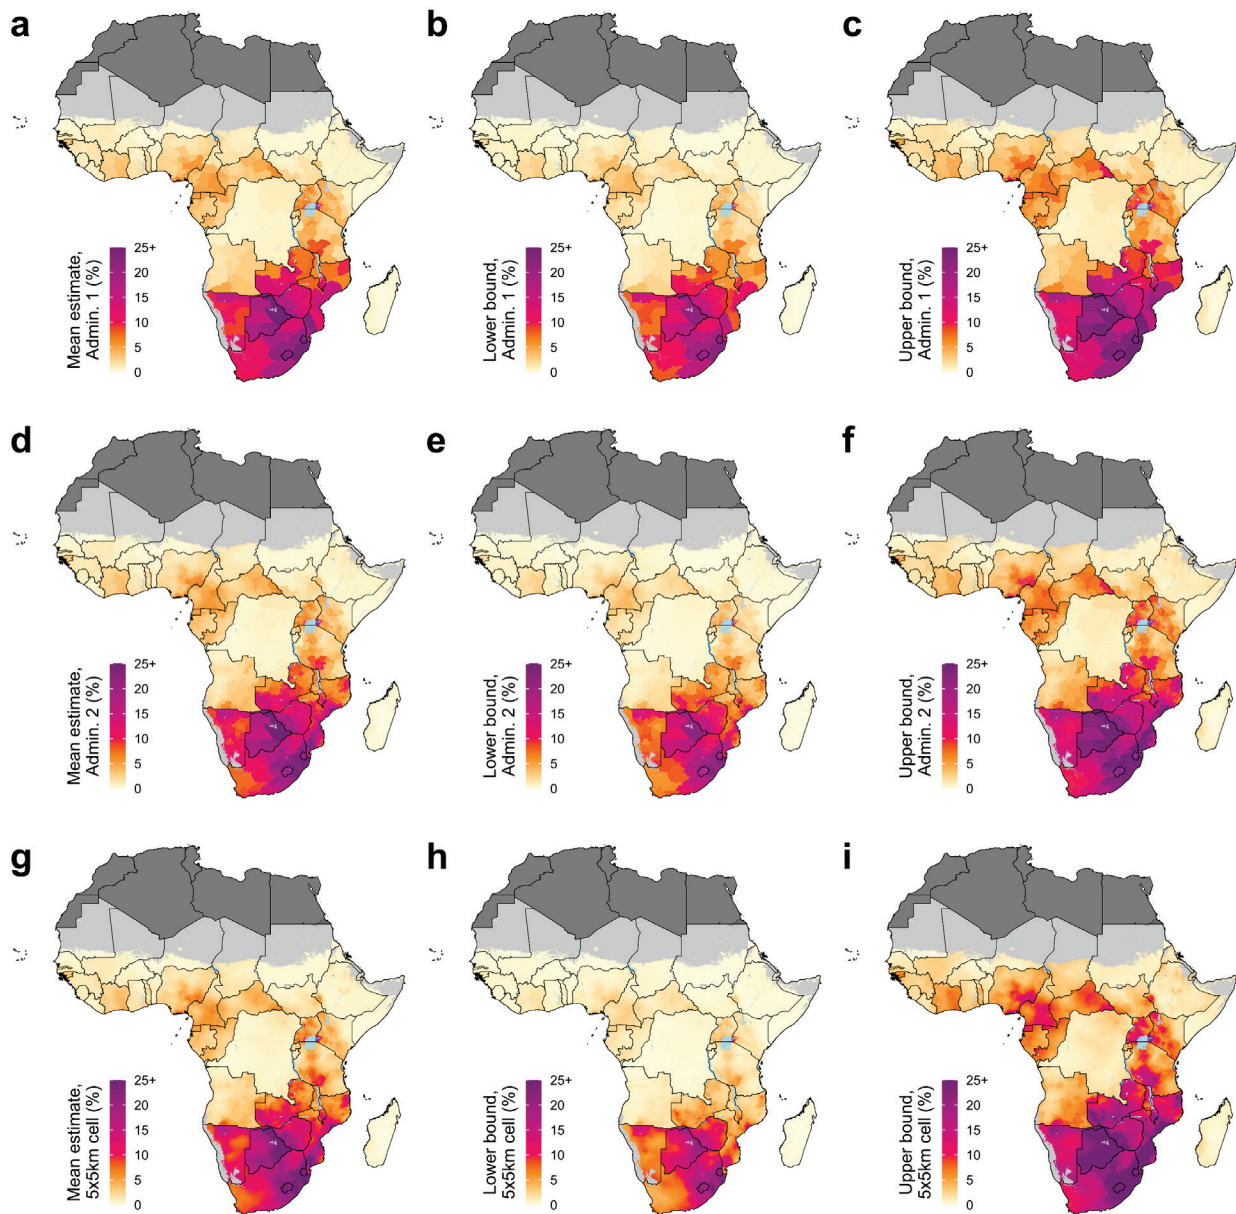 a
b
c
Mean estimate,
Admin. 1 (%)
25+
20
15
10
5
0
Lower bound,
Admin. 1 (%)
25+
20
15
10
5
0
Upper bound,
Admin. 1 (%)
25+
20
15
10
5
0
d
e
f
Mean estimate,
Admin. 2 (%)
25+
20
15
10
5
0
Lower bound,
Admin. 2 (%)
25+
20
15
10
5
0
Upper bound,
Admin. 2 (%)
25+
20
15
10
5
0
g
h
i
Mean estimate,
5x5km cell (%)
25+
20
15
10
5
0
Lower bound,
5x5km cell (%)
25+
20
15
10
5
0
Upper bound,
5x5km cell (%)
25+
20
15
10
5
0